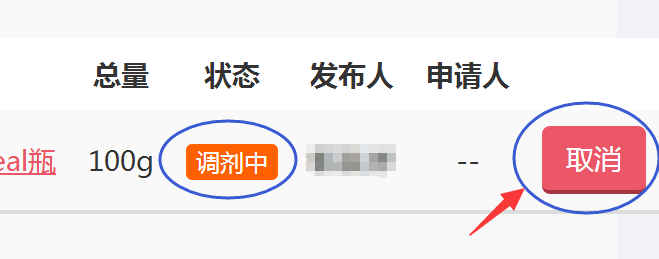 总量 状态 发布人 申请人
eal瓶 100g 调剂中 -- 取消